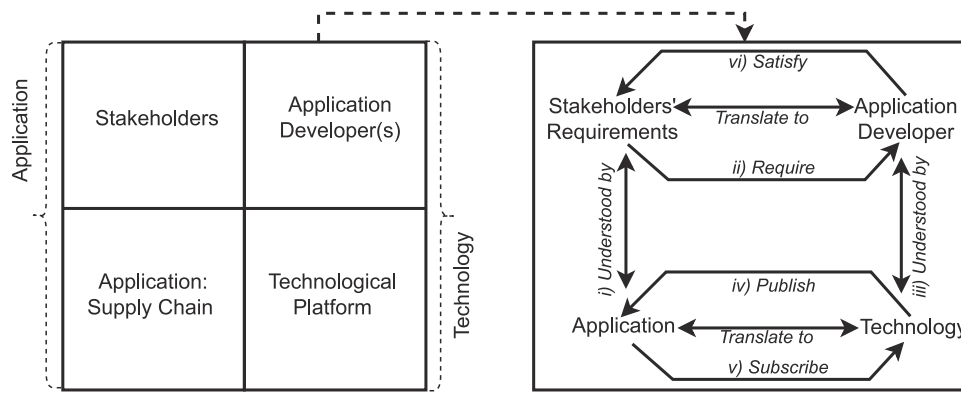 Application
Stakeholders
Application
Developer(s)
Application:
Supply Chain
Technological
Platform
Technology
vi) Satisfy
Stakeholders'
Requirements
Translate to
Application
Developer
ii) Require
i) Understood by
iii) Understood by
iv) Publish
Application
Translate to
Technology
v) Subscribe